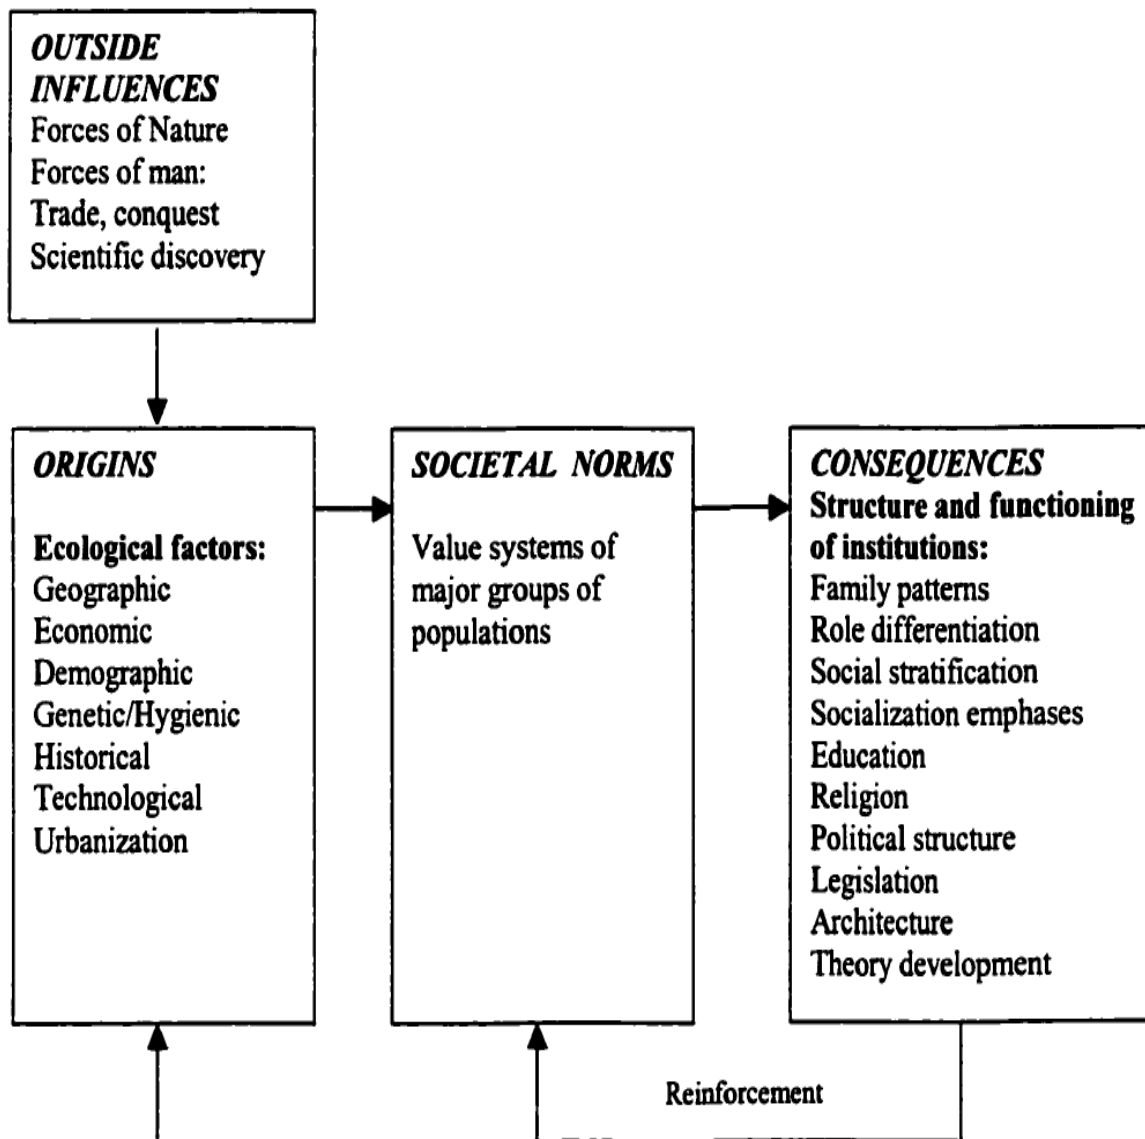 OUTSIDE
INFLUENCES
Forces of Nature
Forces of man:
Trade, conquest
Scientific discovery
ORIGINS
Ecological factors:
Geographic
Economic
Demographic
Genetic/Hygienic
Historical
Technological
Urbanization
SOCIETAL NORMS
Value systems of
major groups of
populations
CONSEQUENCES
Structure and functioning
of institutions:
Family patterns
Role differentiation
Social stratification
Socialization emphases
Education
Religion
Political structure
Legislation
Architecture
Theory development
Reinforcement